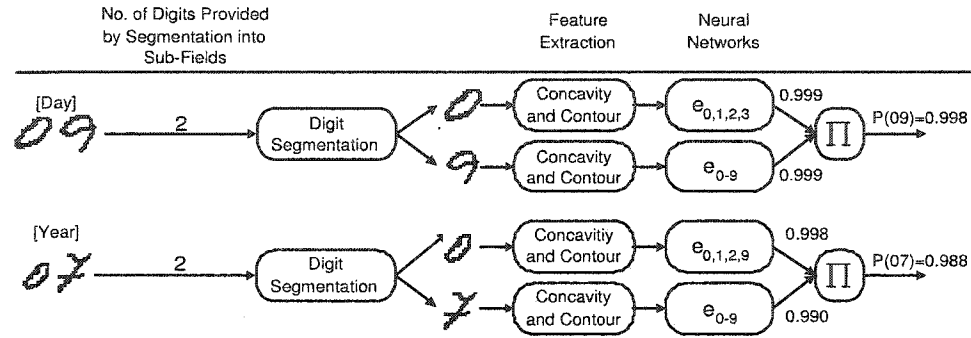 No. of Digits Provided
by Segmentation into
Sub-Fields
Feature
Extraction
Neural
Networks
[Day]
09
2
Digit
Segmentation
0
Concavity
and Contour
e0,1,2,3
0.999
9
Concavity
and Contour
e0-9
0.999
∏
P(09)=0.998
[Year]
07
2
Digit
Segmentation
0
Concavitiy
and Contour
e0,1,2,9
0.998
7
Concavity
and Contour
e0-9
0.990
∏
P(07)=0.988